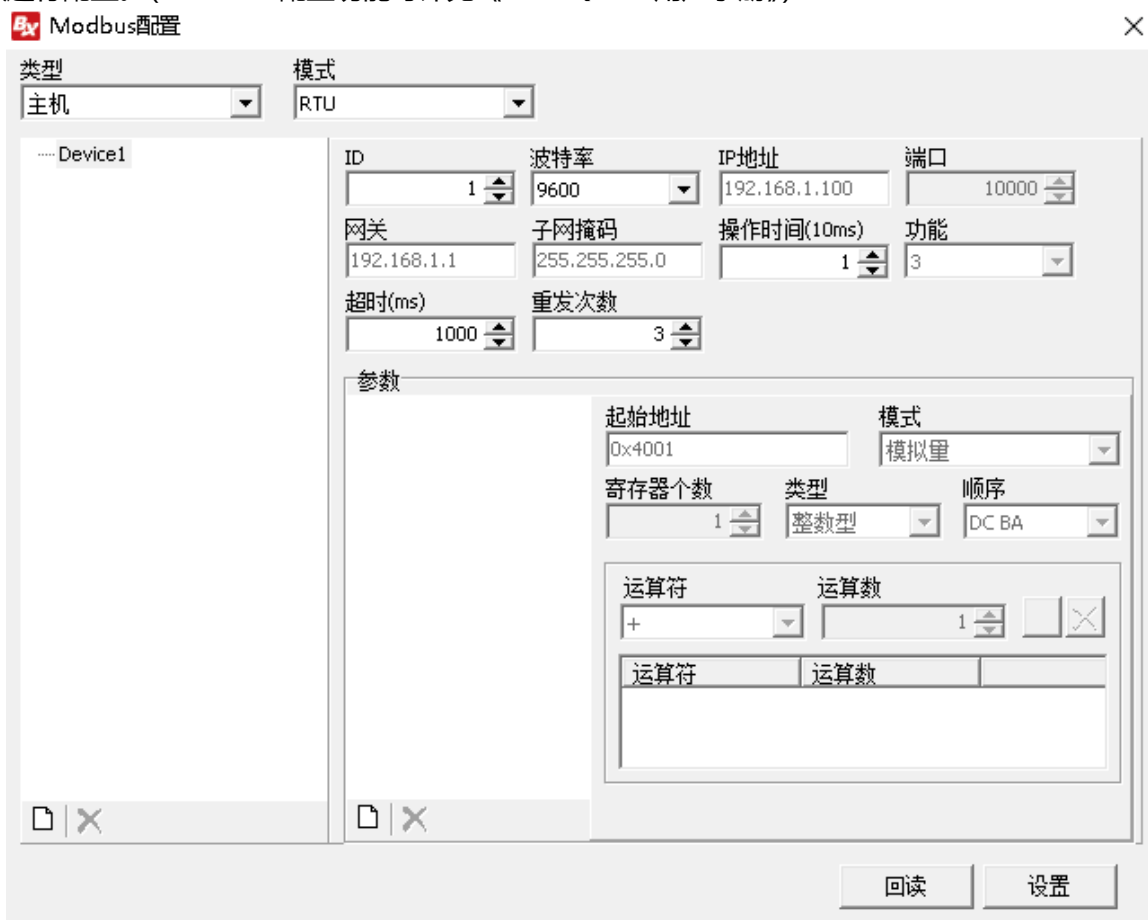 BX Modbus配置
类型 模式
主机 RTU
Device1
ID 波特率 IP地址 端口
1 9600 192.168.1.100 10000
网关 子网掩码 操作时间(10ms) 功能
192.168.1.1 255.255.255.0 1 3
超时(ms) 重发次数
1000 3
参数
起始地址 模式
0x4001 模拟量
寄存器个数 类型 顺序
1 整数型 DC BA
运算符 运算数
+ 1
运算符 运算数
回读 设置